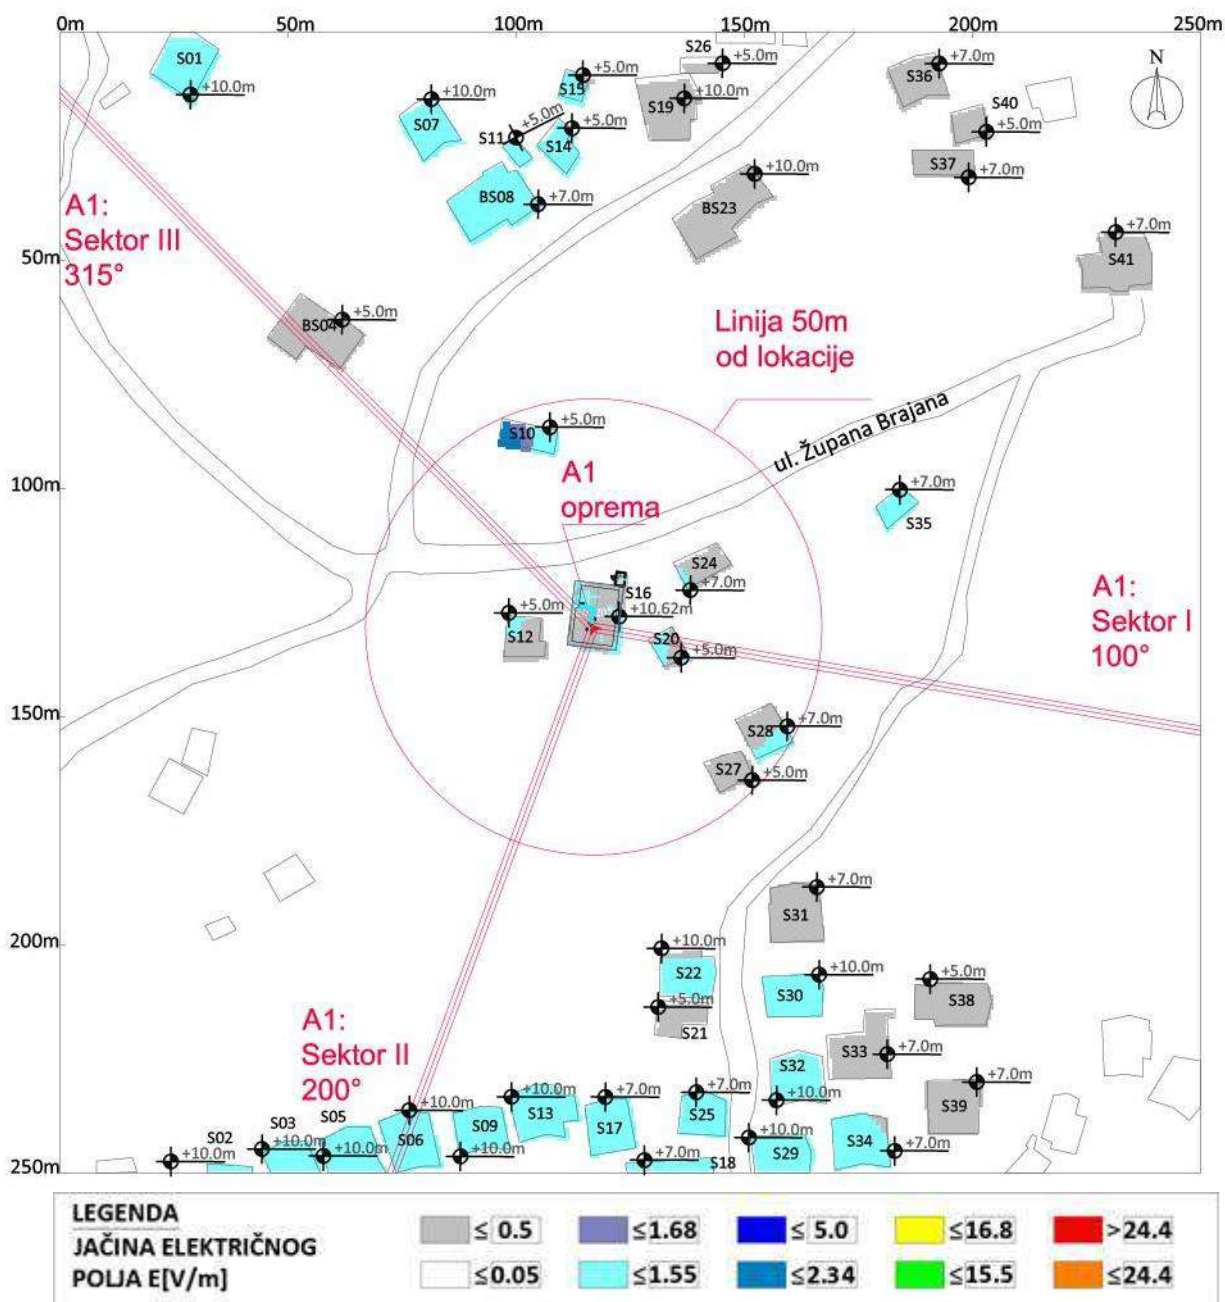 0m 50m 100m 150m 200m 250m
N
S01
+10.0m
S07
+10.0m
S15
+5.0m
S11
+5.0m
S14
+5.0m
BS08
+7.0m
S26
+5.0m
S19
+10.0m
BS23
+10.0m
S36
+7.0m
S40
+5.0m
S37
+7.0m
S41
+7.0m
A1:
Sektor III
315°
50m
BS04
+5.0m
Linija 50m
od lokacije
ul. Župana Brajana
S10
+5.0m
A1
oprema
100m
S35
+7.0m
S24
+7.0m
S16
+10.62m
S12
+5.0m
S20
+5.0m
A1:
Sektor I
100°
150m
S28
+7.0m
S27
+5.0m
S31
+7.0m
200m
S22
+10.0m
S21
+5.0m
S30
+10.0m
S38
+5.0m
S33
+7.0m
A1:
Sektor II
200°
S32
+10.0m
S39
+7.0m
S02
+10.0m
S03
+10.0m
S05
+10.0m
S06
+10.0m
S09
+10.0m
S13
+10.0m
S17
+7.0m
S25
+7.0m
S18
+7.0m
S29
+10.0m
S34
+7.0m
250m
LEGENDA
JAČINA ELEKTRIČNOG
POLJA E[V/m]
≤ 0.5 ≤1.68 ≤ 5.0 ≤16.8 >24.4
≤0.05 ≤1.55 ≤2.34 ≤15.5 ≤24.4